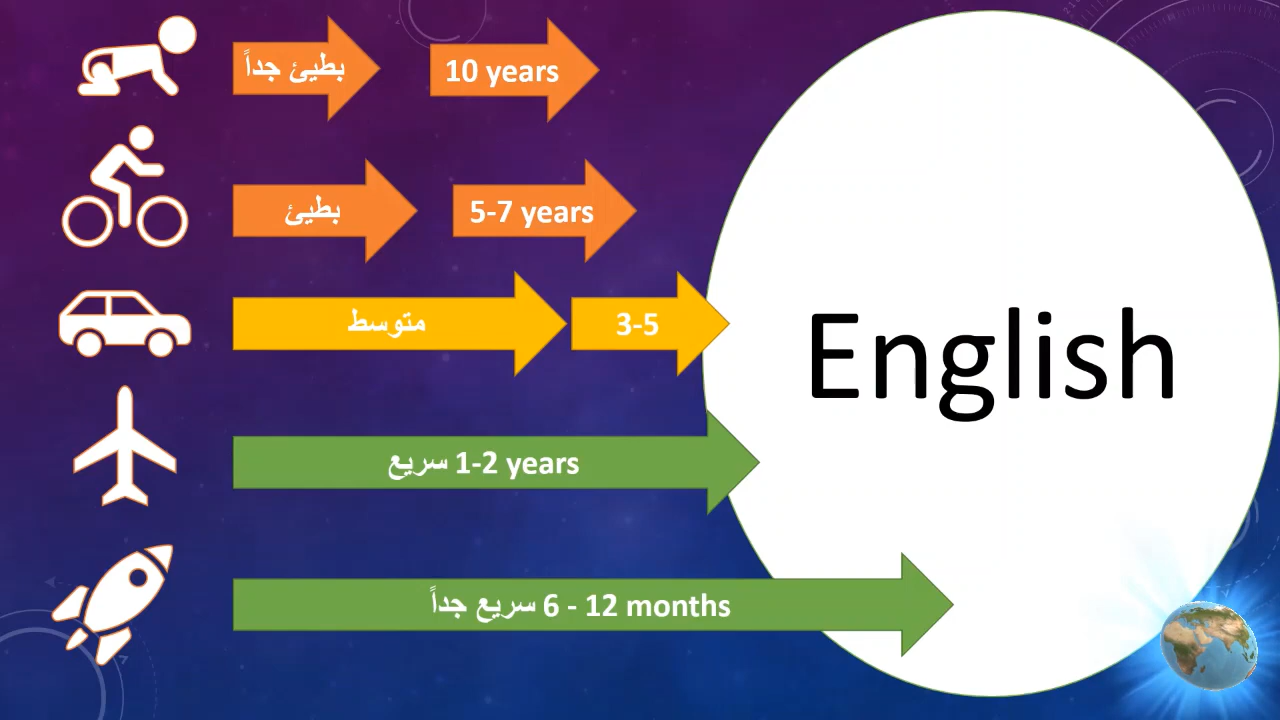 بطيئ جداً
10 years
بطيئ
5-7 years
متوسط
3-5
سريع 1-2 years
سريع جداً 6 - 12 months
English